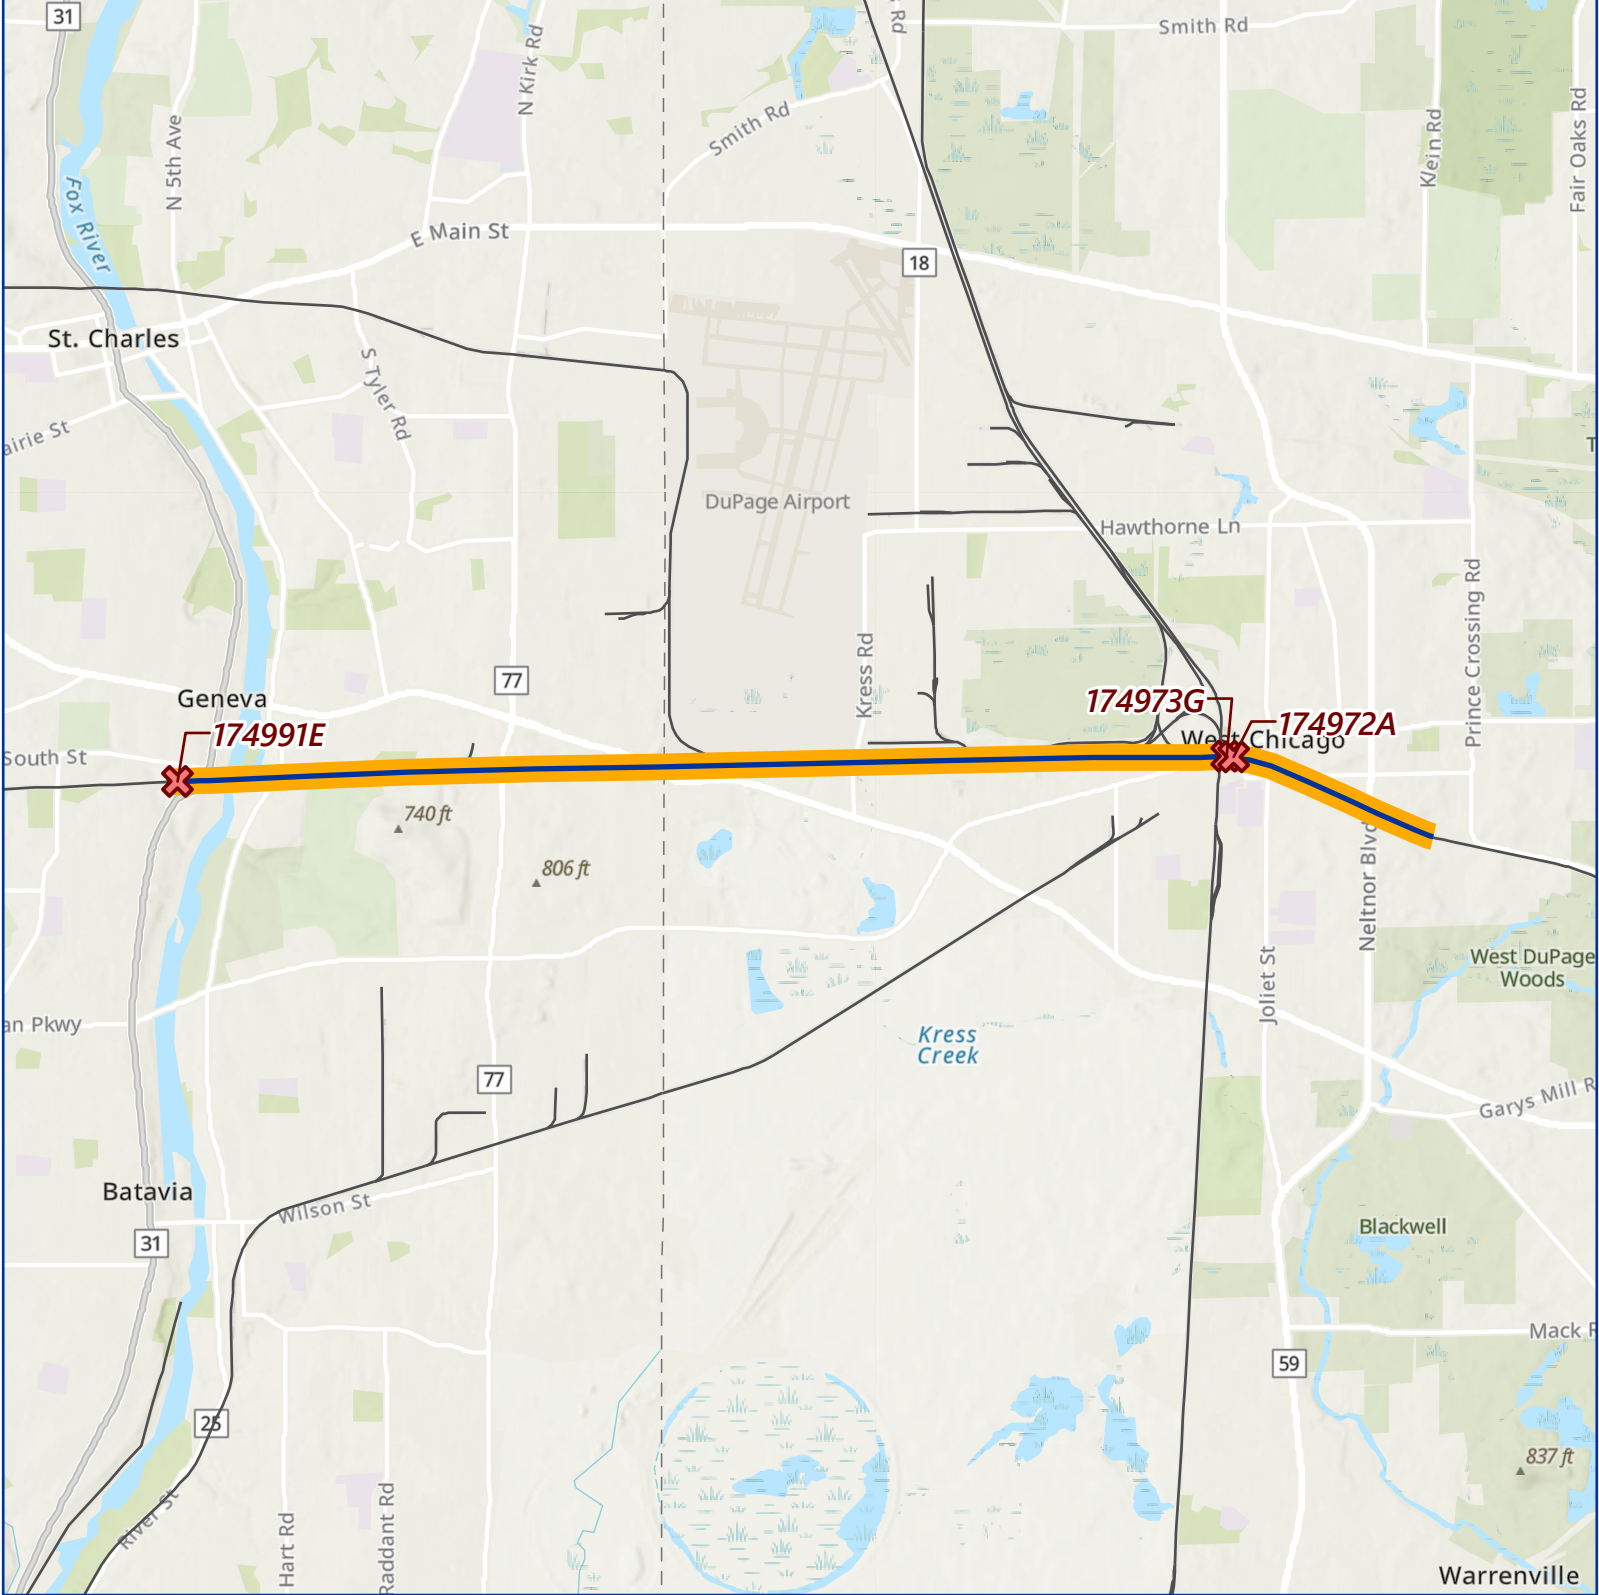 31
N Kirk Rd
Rd
Smith Rd
Smith Rd
N 5th Ave
Klein Rd
Fair Oaks Rd
Fox River
E Main St
18
St. Charles
S Tyler Rd
airie St
T
DuPage Airport
Hawthorne Ln
Prince Crossing Rd
Kress Rd
77
Geneva
174991E
174973G
174972A
West Chicago
South St
740 ft
806 ft
Neltnor Blvd
West DuPage
Woods
Joliet St
an Pkwy
Kress
Creek
77
Garys Mill R
Batavia
Wilson St
Blackwell
31
Mack R
59
25
837 ft
River St
Hart Rd
Raddant Rd
Warrenville